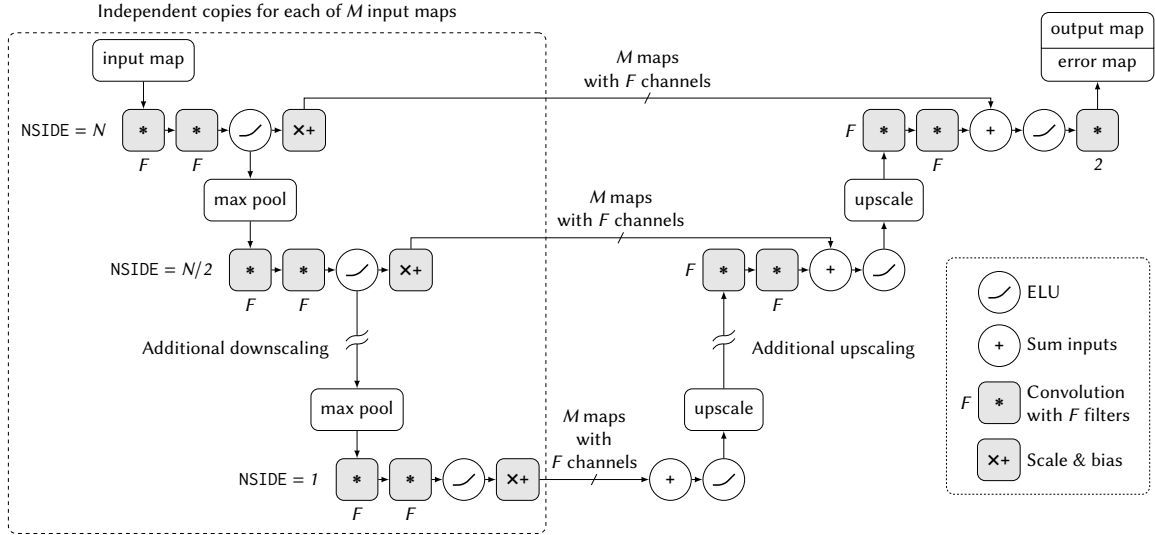 Independent copies for each of M input maps
input map
output map
error map
M maps
with F channels
NSIDE = N
*
*
×+
F
*
*
+
*
F
F
F
2
max pool
upscale
M maps
with F channels
NSIDE = N/2
*
*
×+
F
*
*
+
F
F
F
ELU
Additional downscaling
Additional upscaling
+
Sum inputs
F
*
Convolution
with F filters
max pool
upscale
M maps
with
F channels
×+
Scale & bias
NSIDE = 1
*
*
×+
+
F
F